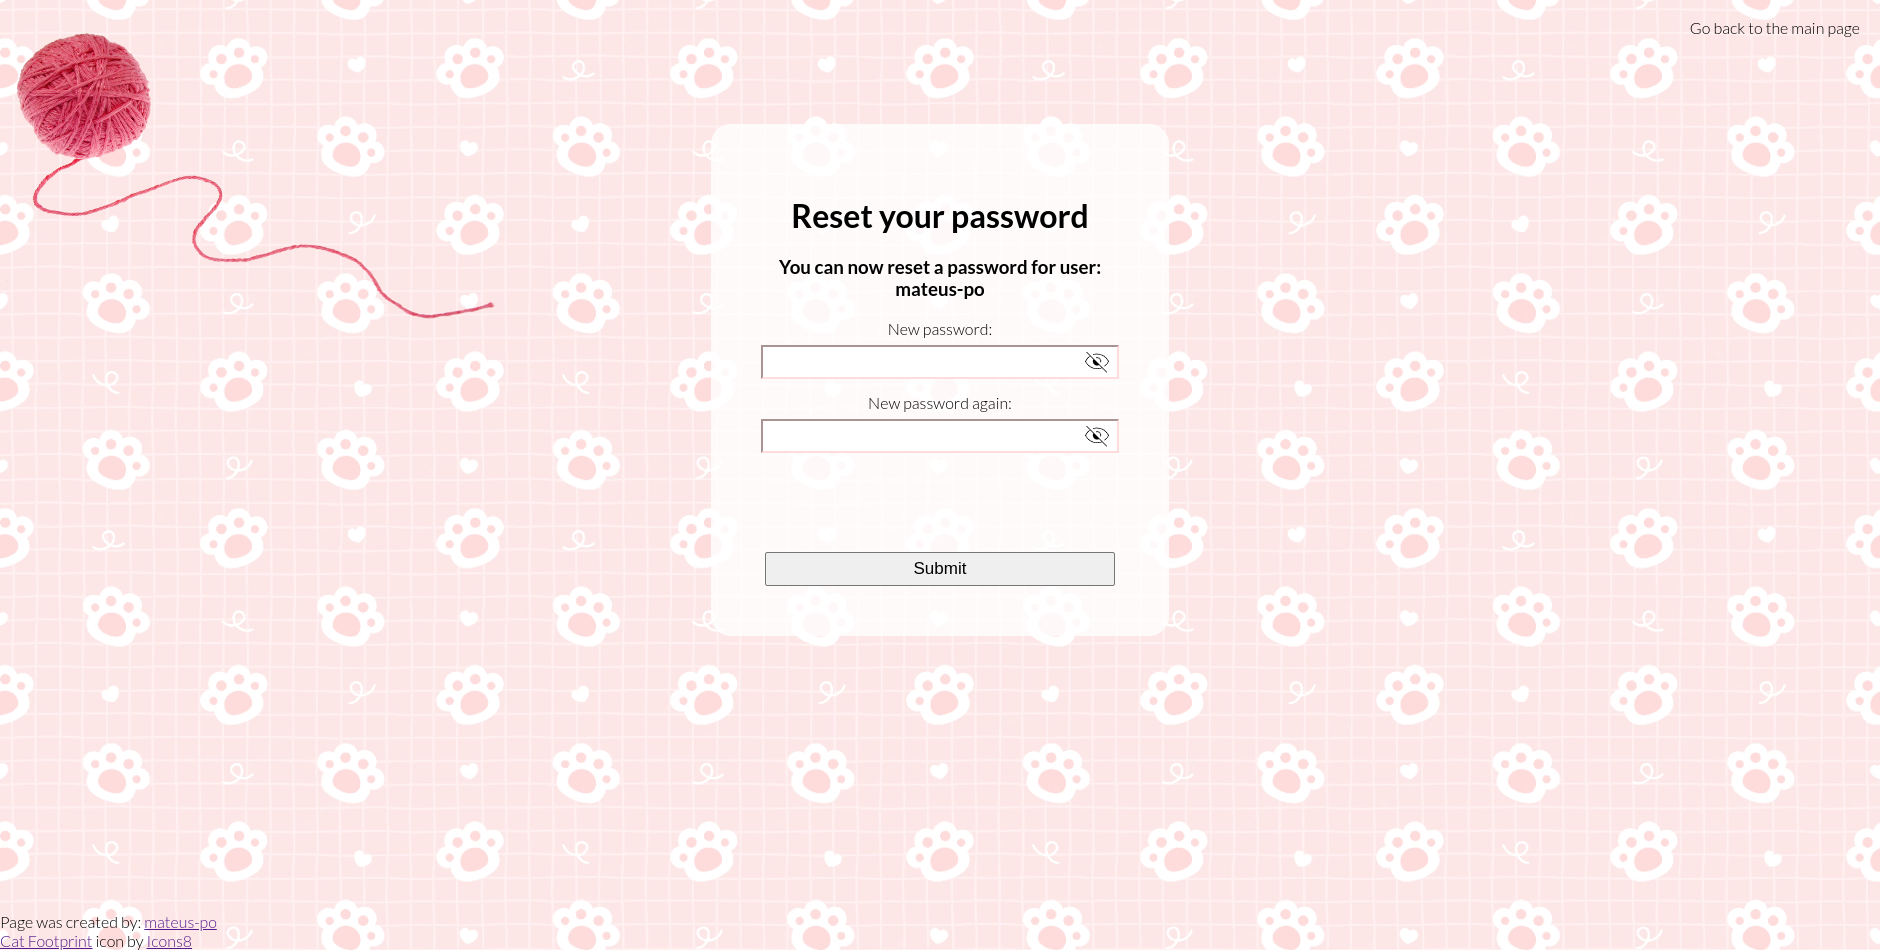 Go back to the main page
Reset your password
You can now reset a password for user:
mateus-po
New password:
New password again:
Submit
Page was created by: mateus-po
Cat Footprint icon by Icons8